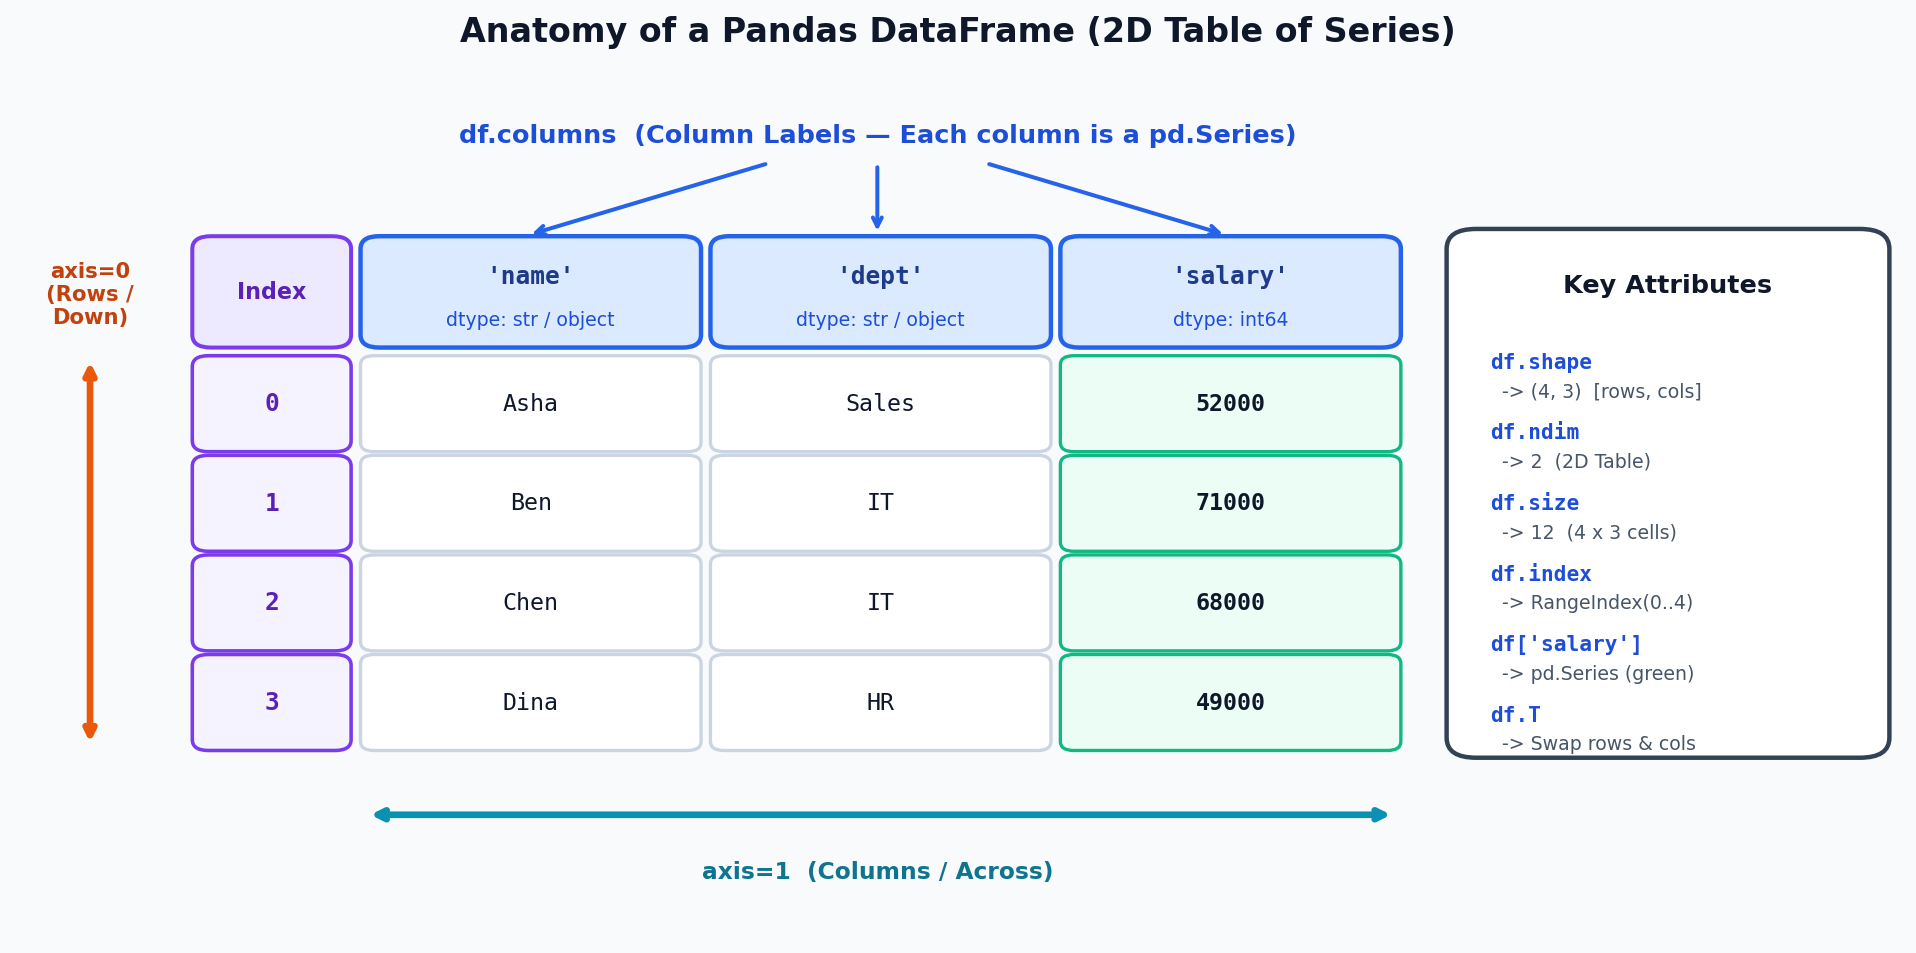 Anatomy of a Pandas DataFrame (2D Table of Series)
df.columns  (Column Labels — Each column is a pd.Series)
axis=0
(Rows /
Down)
Index
'name'
dtype: str / object
'dept'
dtype: str / object
'salary'
dtype: int64
0
Asha
Sales
52000
1
Ben
IT
71000
2
Chen
IT
68000
3
Dina
HR
49000
axis=1  (Columns / Across)
Key Attributes
df.shape
-> (4, 3)  [rows, cols]
df.ndim
-> 2  (2D Table)
df.size
-> 12  (4 x 3 cells)
df.index
-> RangeIndex(0..4)
df['salary']
-> pd.Series (green)
df.T
-> Swap rows & cols